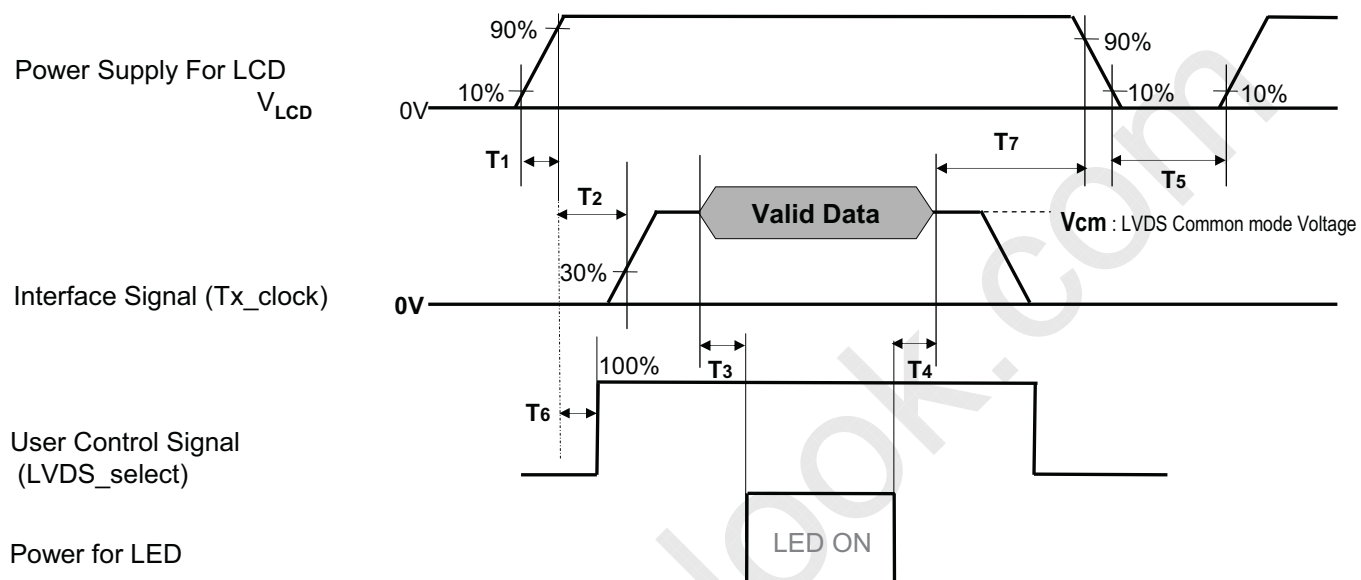 90%
90%
Power Supply For LCD
VLCD
10%
10%
10%
0V
T1
T7
T5
T2
Valid Data
Vcm : LVDS Common mode Voltage
30%
Interface Signal (Tx_clock)
0V
100%
T3
T4
T6
User Control Signal
(LVDS_select)
LED ON
Power for LED
look.com